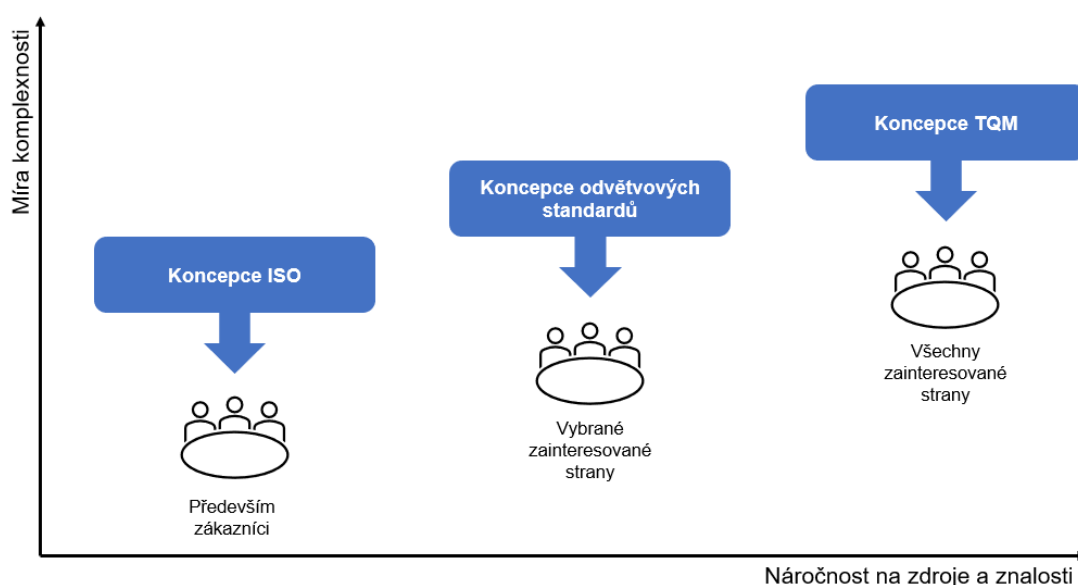 Míra komplexnosti
Koncepce TQM
Koncepce odvětvových
standardů
Koncepce ISO
Všechny
zainteresované
strany
Vybrané
zainteresované
strany
Především
zákazníci
Náročnost na zdroje a znalosti